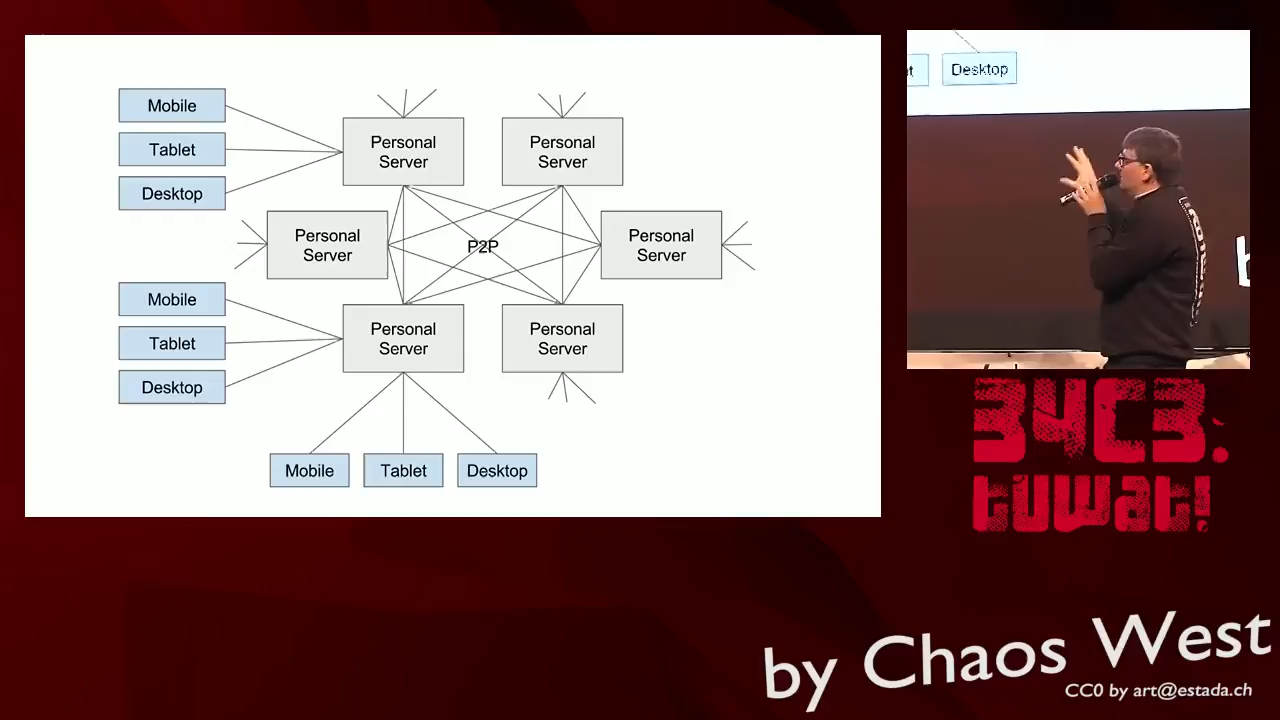 Mobile
Tablet
Desktop
Personal
Server
Personal
Server
Personal
Server
P2P
Personal
Server
Mobile
Tablet
Desktop
Personal
Server
Personal
Server
Mobile
Tablet
Desktop
Desktop
34C3:
tuwat!
by Chaos West
CC0 by art@estada.ch